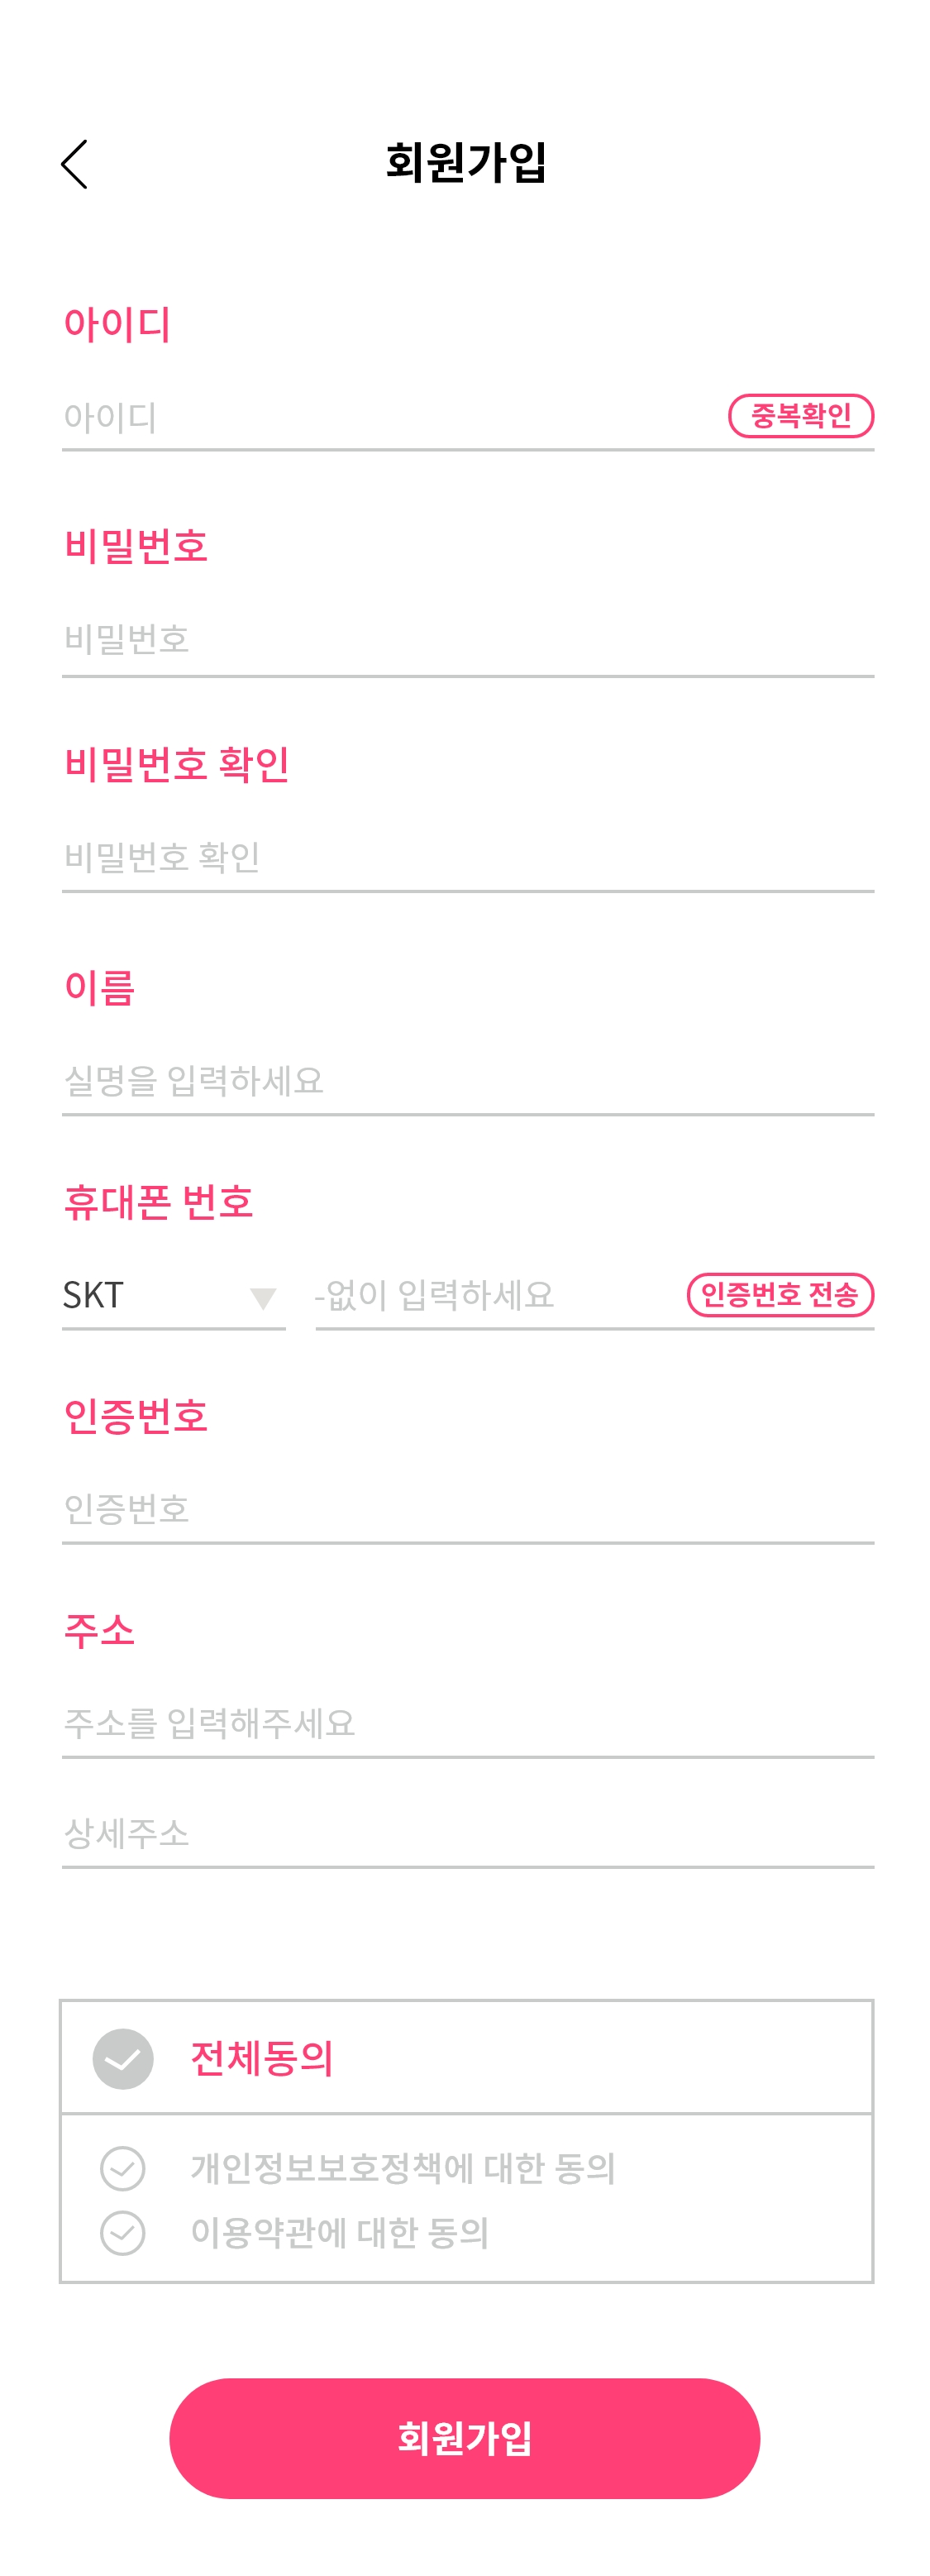 회원가입
아이디
아이디 중복확인
비밀번호
비밀번호
비밀번호 확인
비밀번호 확인
이름
실명을 입력하세요
휴대폰 번호
SKT -없이 입력하세요 인증번호 전송
인증번호
인증번호
주소
주소를 입력해주세요
상세주소
전체동의
개인정보보호정책에 대한 동의
이용약관에 대한 동의
회원가입